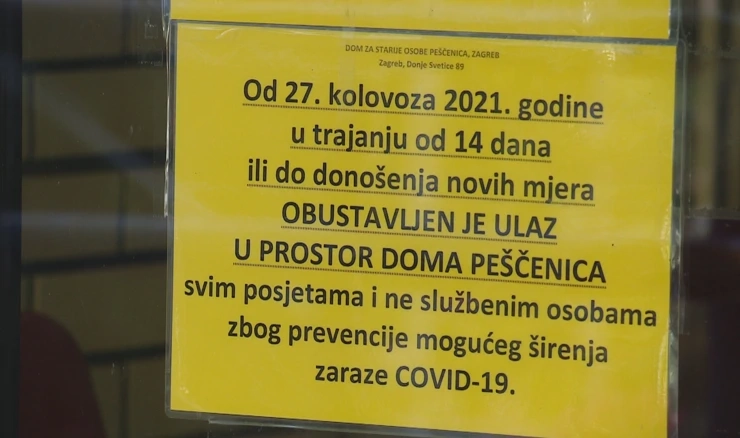 DOM ZA STARIJE OSOBE PEŠČENICA, ZAGREB
Zagreb, Donje Svetice 89
Od 27. kolovoza 2021. godine
u trajanju od 14 dana
ili do donošenja novih mjera
OBUSTAVLJEN JE ULAZ
U PROSTOR DOMA PEŠČENICA
svim posjetama i ne službenim osobama
zbog prevencije mogućeg širenja
zaraze COVID-19.